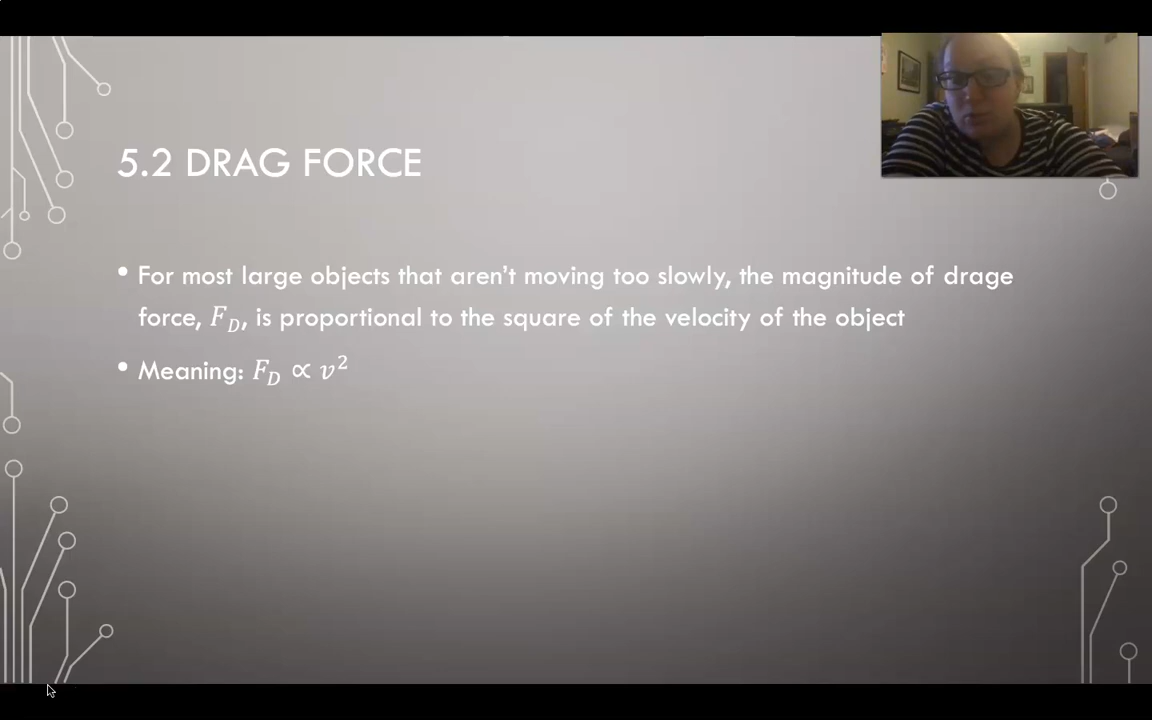 5.2 DRAG FORCE
• For most large objects that aren’t moving too slowly, the magnitude of drage
force, F_D, is proportional to the square of the velocity of the object
• Meaning: F_D ∝ v²